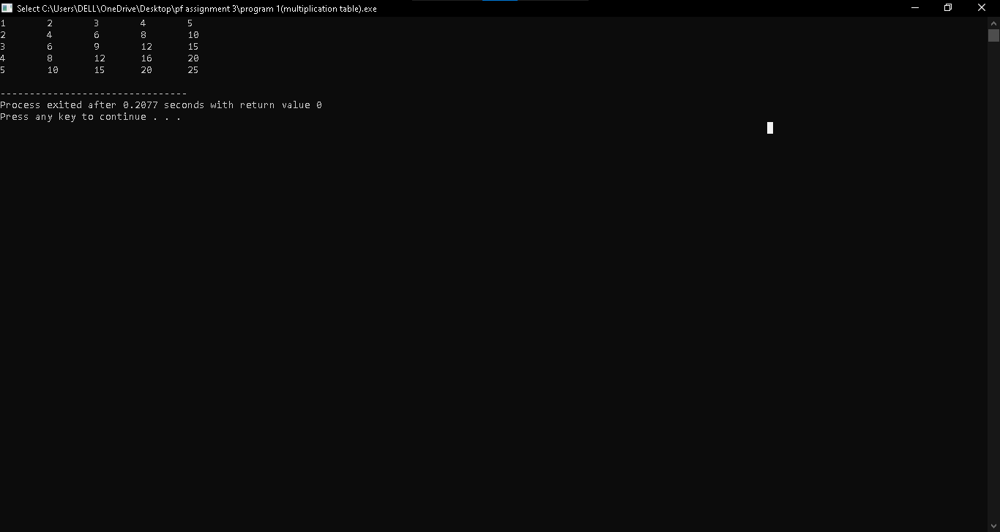 Select C:\Users\DELL\OneDrive\Desktop\pf assignment 3\program 1(multiplication table).exe
1 2 3 4 5
2 4 6 8 10
3 6 9 12 15
4 8 12 16 20
5 10 15 20 25
--------------------------------
Process exited after 0.2077 seconds with return value 0
Press any key to continue . . .